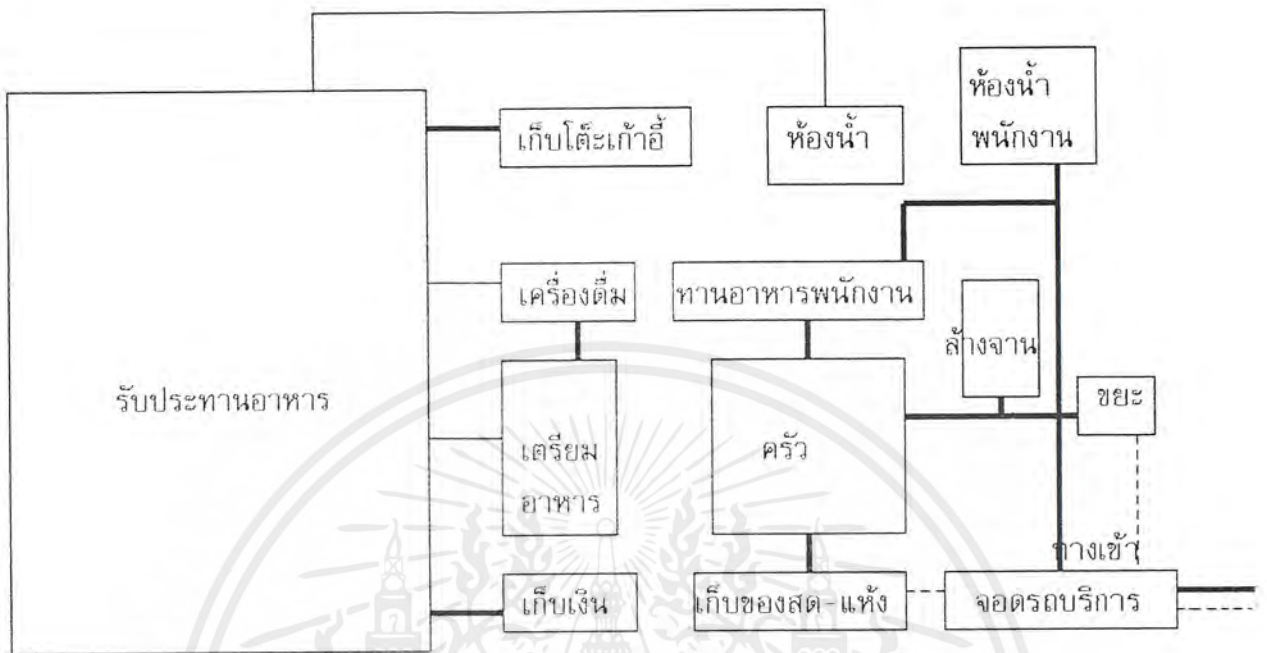 ห้องน้ำ
พนักงาน
เก็บโต๊ะเก้าอี้
ห้องน้ำ
เครื่องดื่ม
ทานอาหารพนักงาน
ล้างจาน
รับประทานอาหาร
ขยะ
เตรียม
อาหาร
ครัว
ทางเข้า
เก็บเงิน
เก็บของสด-แห้ง
จอดรถบริการ